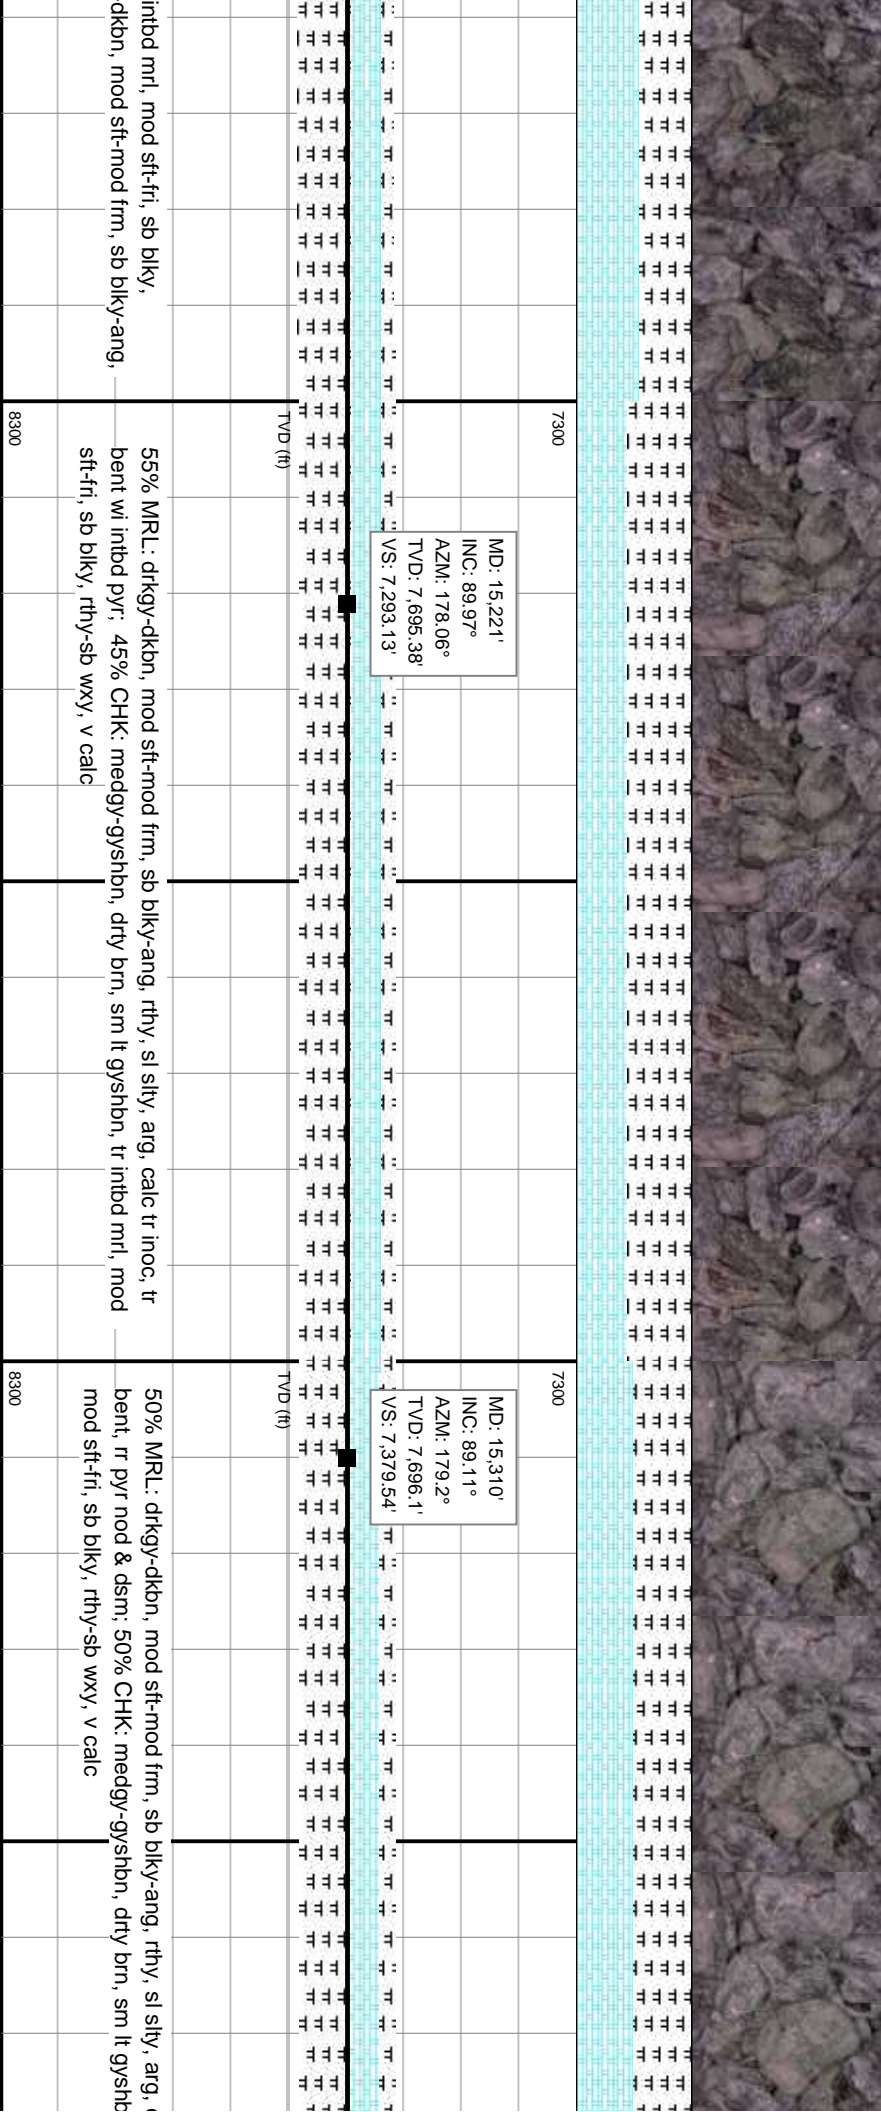 intbd mrl, mod sft-fri, sb blky,
dkbn, mod sft-mod frm, sb blky-ang,
7300
TVD (ft)
8300
MD: 15,221'
INC: 89.97°
AZM: 178.06°
TVD: 7,695.38'
VS: 7,293.13'
55% MRL: drkgy-dkbn, mod sft-mod frm, sb blky-ang, rthy, sl slty, arg, calc tr inoc, tr
bent wi intbd pyr; 45% CHK: medgy-gyshbn, drty brn, sm lt gyshbn, tr intbd mrl, mod
sft-fri, sb blky, rthy-sb wxy, v calc
7300
TVD (ft)
8300
MD: 15,310'
INC: 89.11°
AZM: 179.2°
TVD: 7,696.1'
VS: 7,379.54'
50% MRL: drkgy-dkbn, mod sft-mod frm, sb blky-ang, rthy, sl slty, arg,
bent, rr pyr nod & dsm; 50% CHK: medgy-gyshbn, drty brn, sm lt gyshb
mod sft-fri, sb blky, rthy-sb wxy, v calc